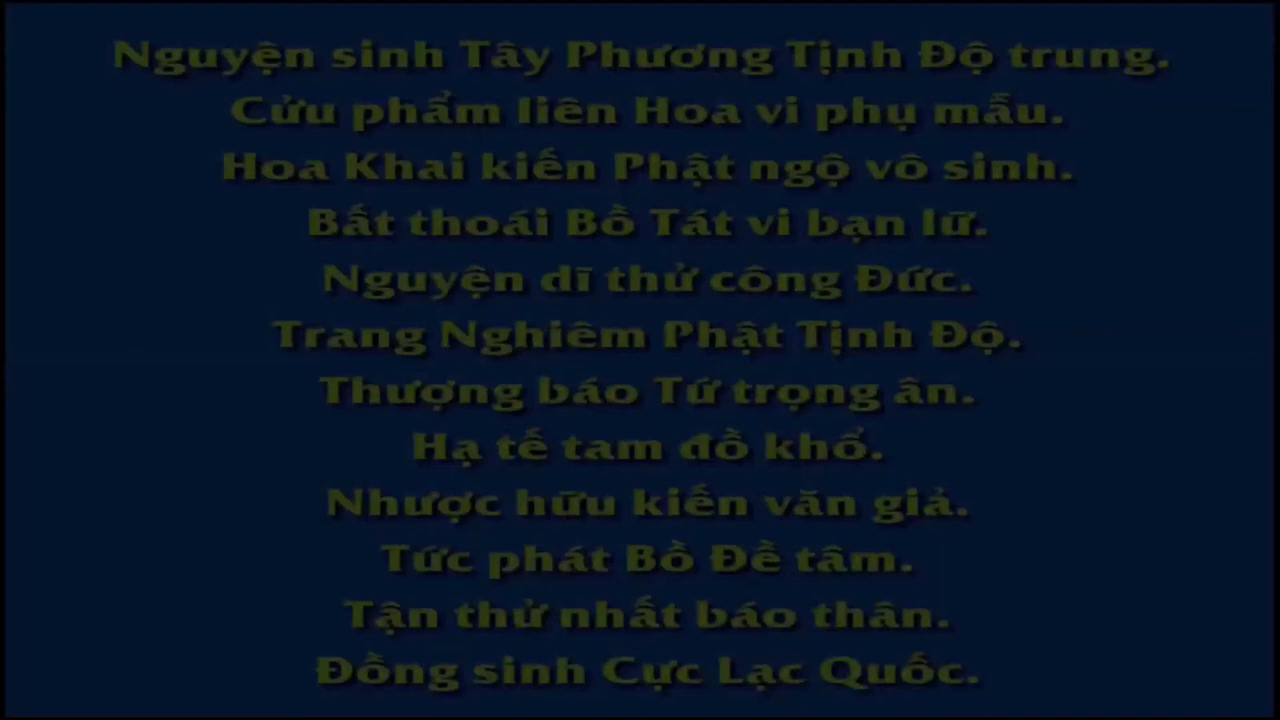 Nguyện sinh Tây Phương Tịnh Độ trung.
Cửu phẩm liên Hoa vi phụ mẫu.
Hoa Khai kiến Phật ngộ vô sinh.
Bất thoái Bồ Tát vi bạn lữ.
Nguyện dĩ thử công Đức.
Trang Nghiêm Phật Tịnh Độ.
Thượng báo Tứ trọng ân.
Hạ tế tam đồ khổ.
Nhược hữu kiến văn giả.
Tức phát Bồ Đề tâm.
Tận thử nhất báo thân.
Đồng sinh Cực Lạc Quốc.